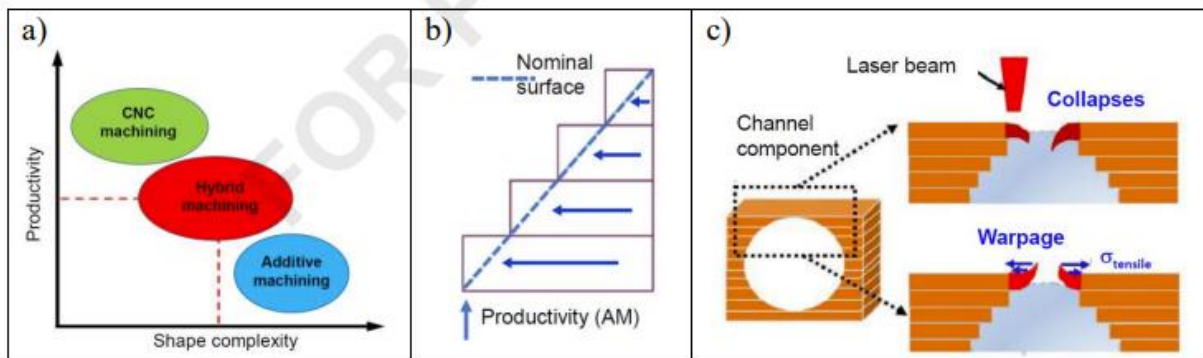 a)
CNC
machining
Hybrid
machining
Additive
machining
Productivity
Shape complexity
b)
Nominal
surface
Productivity (AM)
c)
Laser beam
Collapses
Channel
component
Warpage
σtensile
FOR